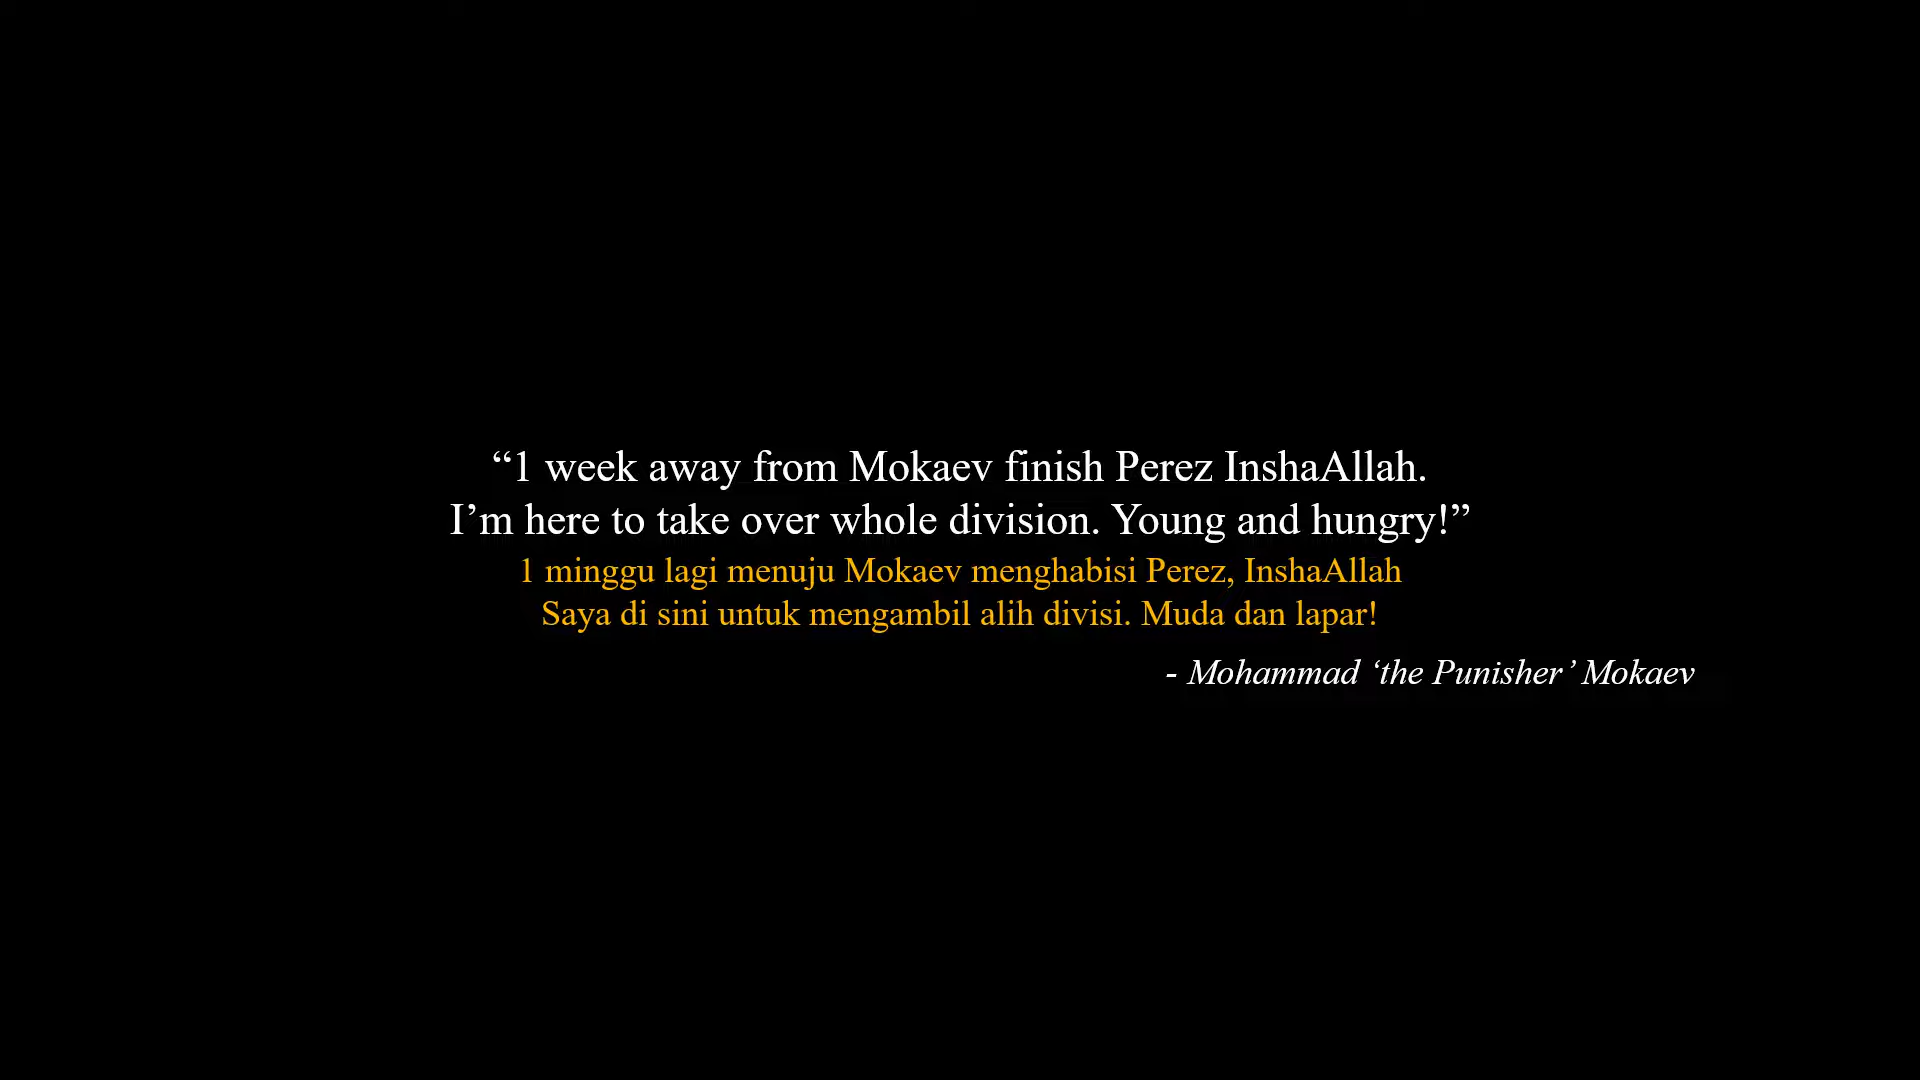 “1 week away from Mokaev finish Perez InshaAllah.
I’m here to take over whole division. Young and hungry!”
1 minggu lagi menuju Mokaev menghabisi Perez, InshaAllah
Saya di sini untuk mengambil alih divisi. Muda dan lapar!
- Mohammad ‘the Punisher’ Mokaev